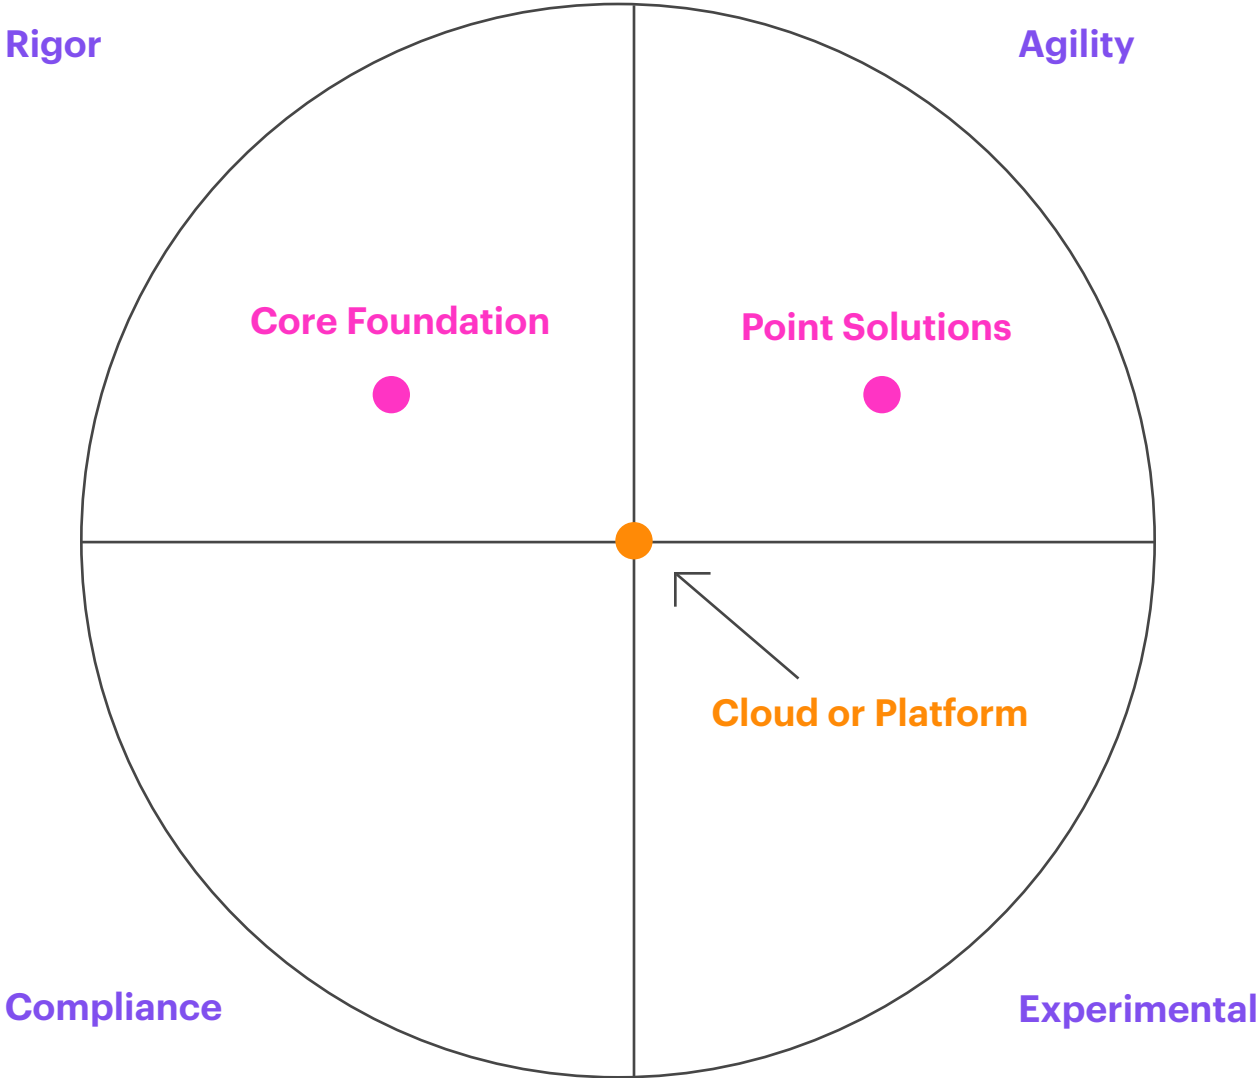 Rigor
Agility
Core Foundation
Point Solutions
Cloud or Platform
Compliance
Experimental